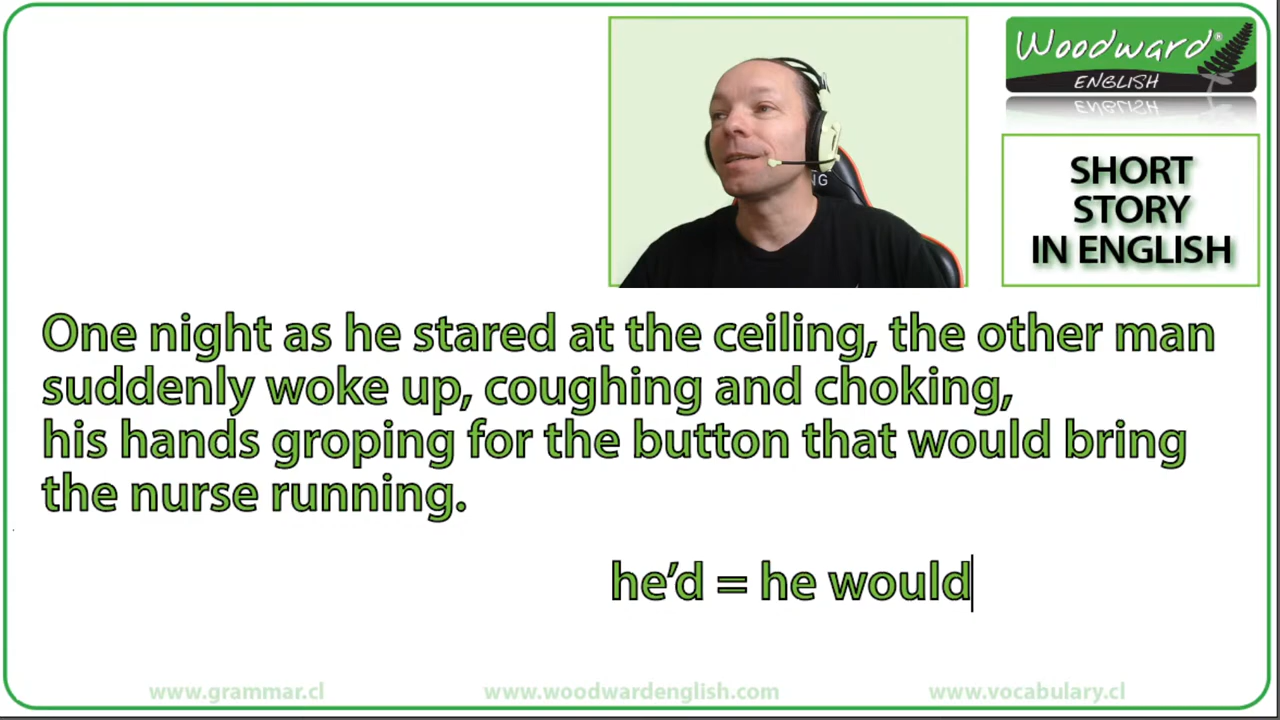 Woodward®
ENGLISH
SHORT
STORY
IN ENGLISH
NG
One night as he stared at the ceiling, the other man
suddenly woke up, coughing and choking,
his hands groping for the button that would bring
the nurse running.
he’d = he would
www.grammar.cl
www.woodwardenglish.com
www.vocabulary.cl